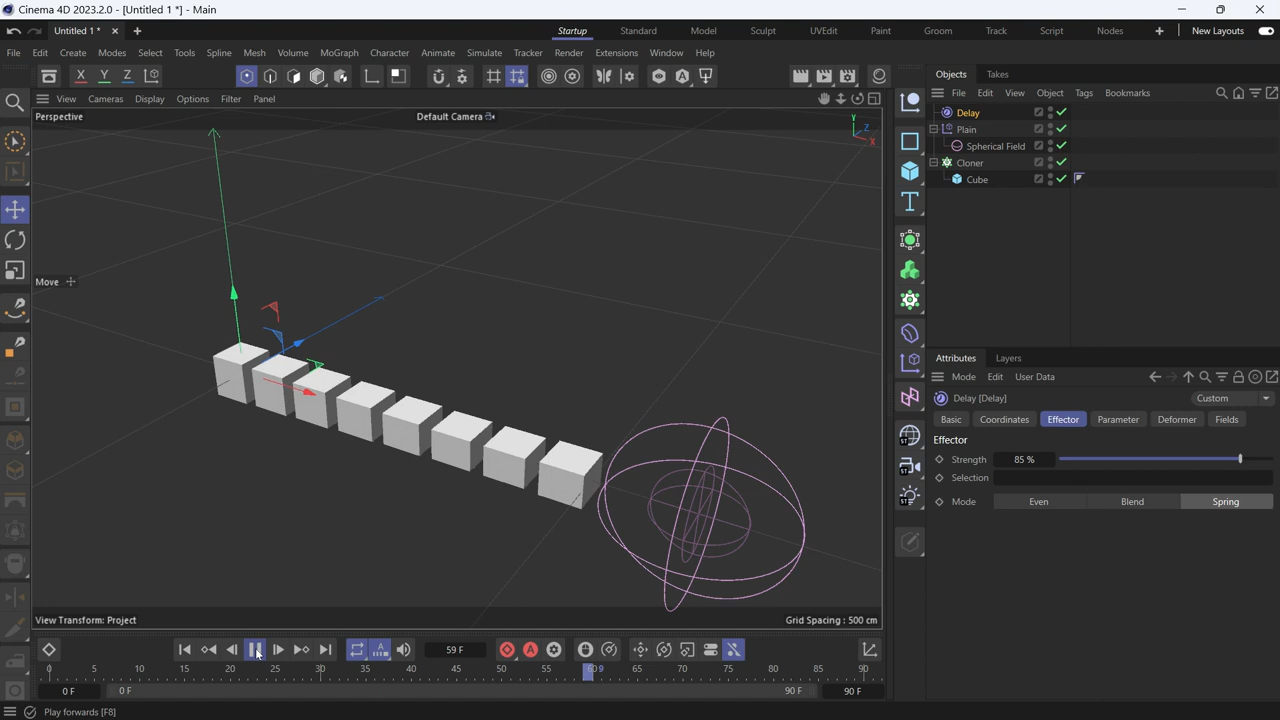 Cinema 4D 2023.2.0 - [Untitled 1 *] - Main
Untitled 1 *
Startup Standard Model Sculpt UVEdit Paint Groom Track Script Nodes New Layouts
File Edit Create Modes Select Tools Spline Mesh Volume MoGraph Character Animate Simulate Tracker Render Extensions Window Help
X Y Z
Objects Takes
View Cameras Display Options Filter Panel
File Edit View Object Tags Bookmarks
Perspective
Default Camera
Y
Z
X
Delay
Plain
Spherical Field
Cloner
Cube
Move
Attributes Layers
Mode Edit User Data
Delay [Delay]
Custom
Basic Coordinates Effector Parameter Deformer Fields
Effector
Strength 85 %
Selection
Mode Even Blend Spring
View Transform: Project
Grid Spacing : 500 cm
59 F
0 5 10 15 20 25 30 35 40 45 50 55 65 70 75 80 85 90
0 F 0 F 90 F 90 F
Play forwards [F8]